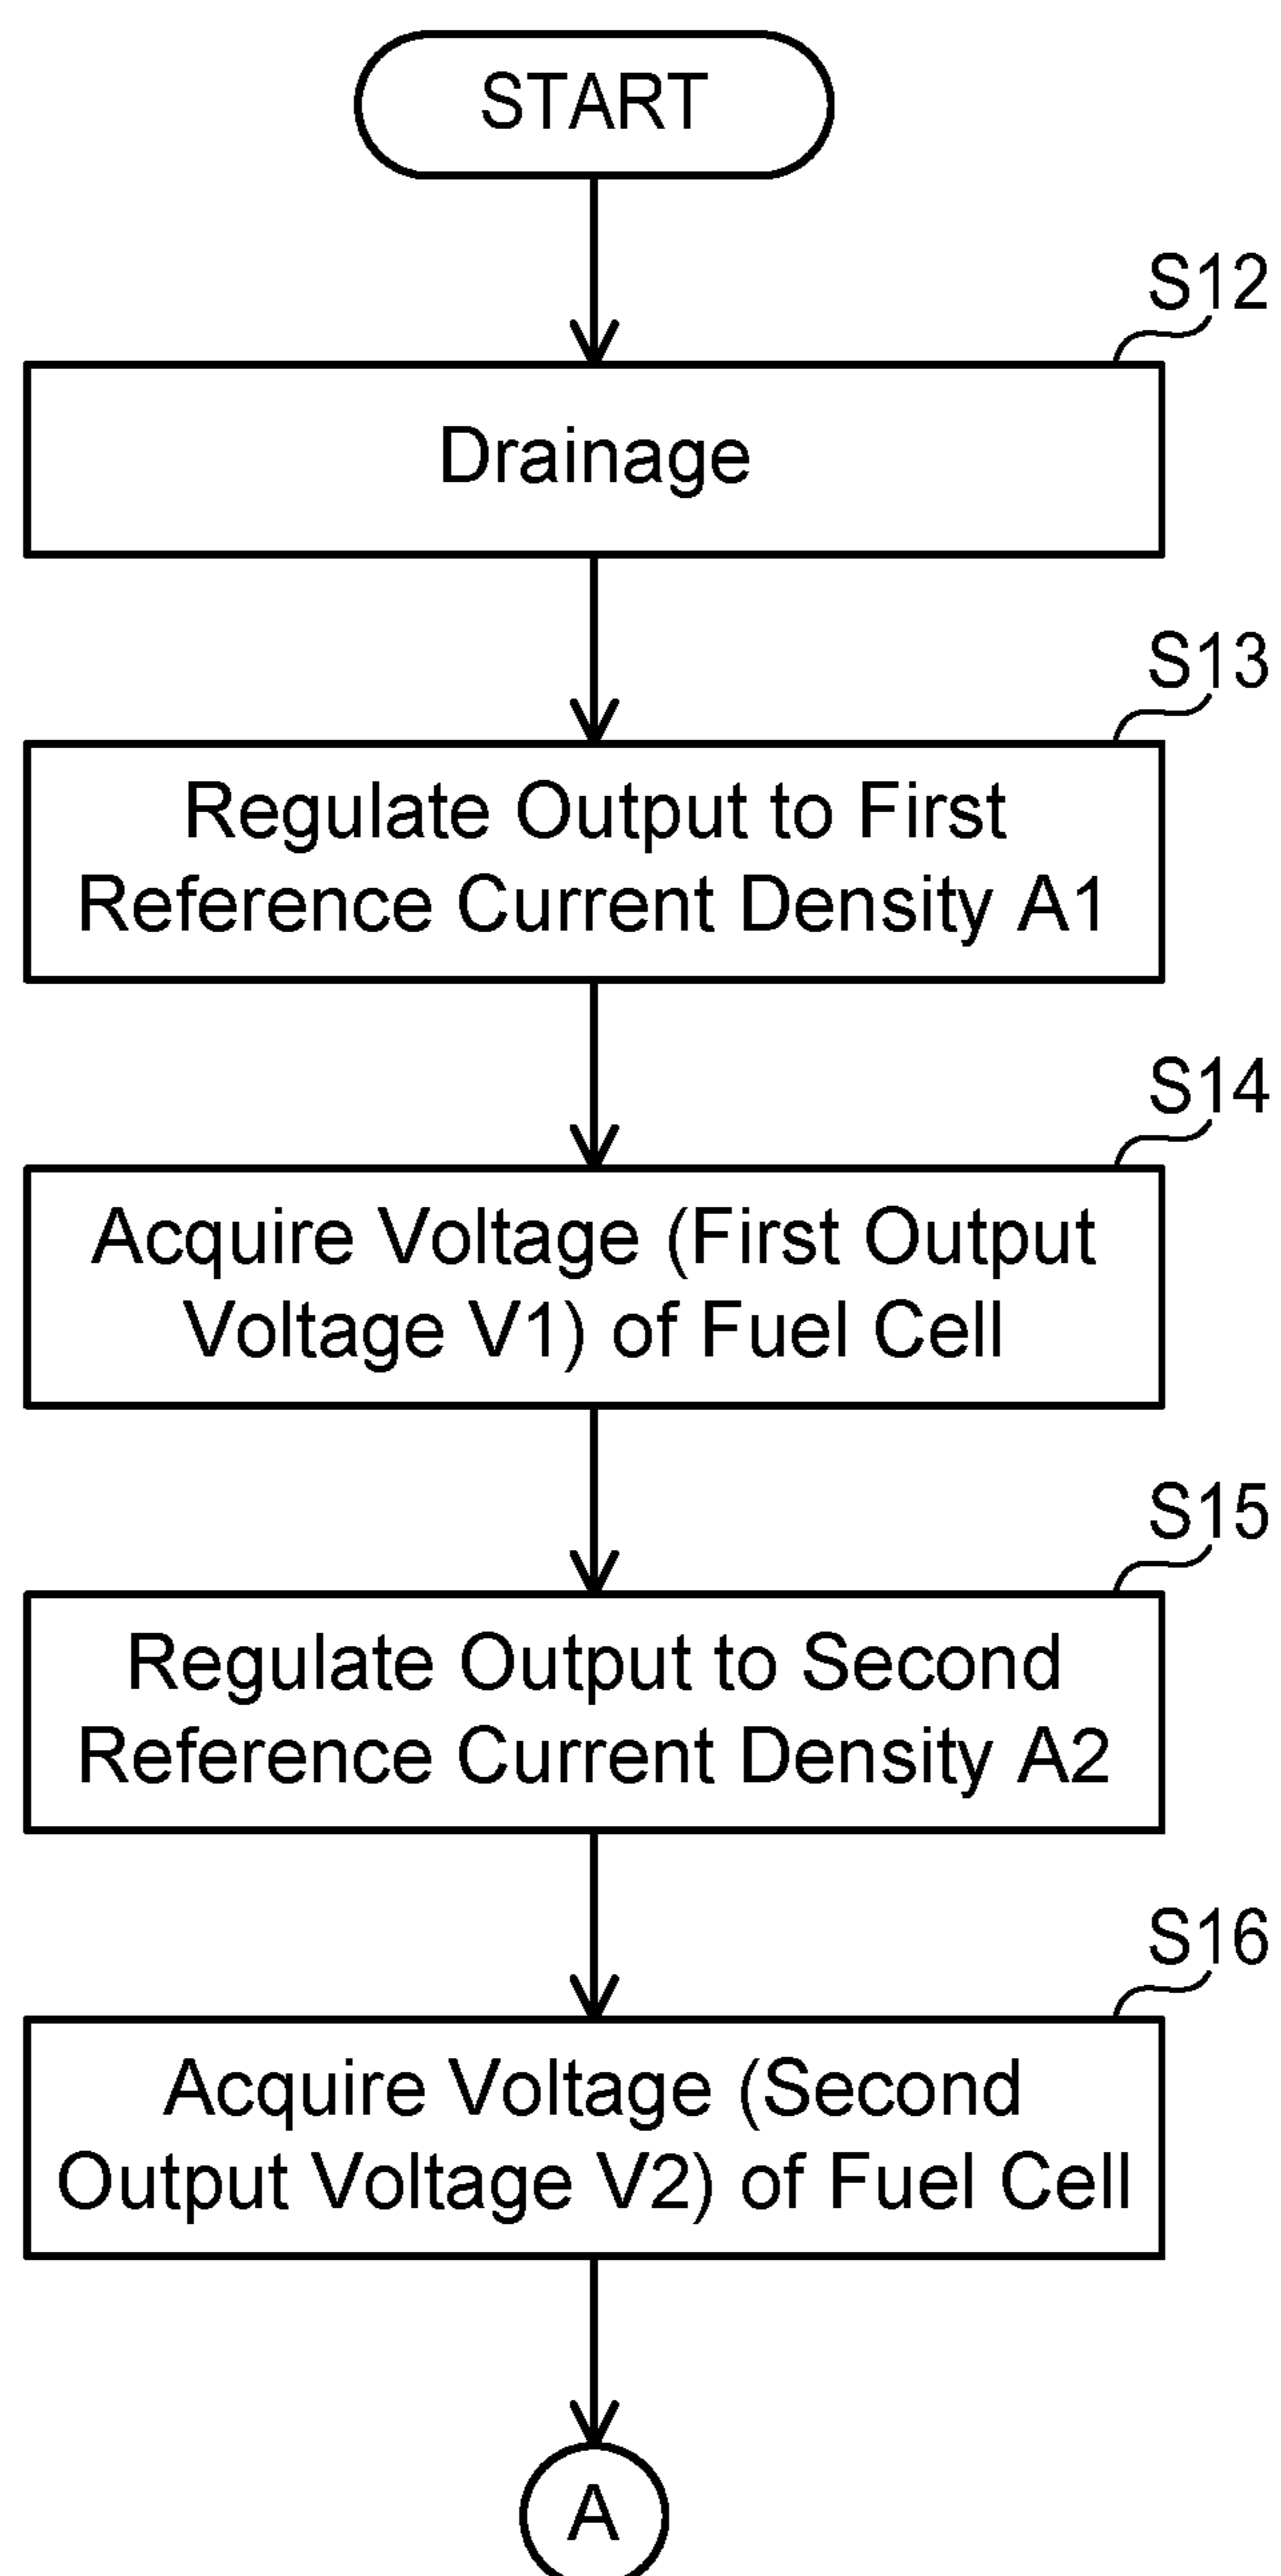 START
S12
Drainage
S13
Regulate Output to First
Reference Current Density A1
S14
Acquire Voltage (First Output
Voltage V1) of Fuel Cell
S15
Regulate Output to Second
Reference Current Density A2
S16
Acquire Voltage (Second
Output Voltage V2) of Fuel Cell
A